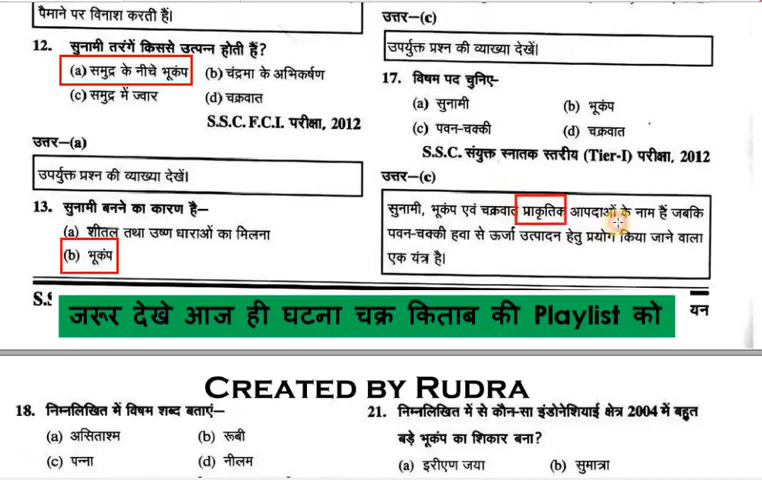 पैमाने पर विनाश करती हैं।
12. सुनामी तरंगें किससे उत्पन्न होती हैं?
(a) समुद्र के नीचे भूकंप (b) चंद्रमा के अभिकर्षण
(c) समुद्र में ज्वार (d) चक्रवात
S.S.C. F.C.I. परीक्षा, 2012
उत्तर–(a)
उपर्युक्त प्रश्न की व्याख्या देखें।
13. सुनामी बनने का कारण है–
(a) शीतल तथा उष्ण धाराओं का मिलना
(b) भूकंप
उत्तर–(c)
उपर्युक्त प्रश्न की व्याख्या देखें।
17. विषम पद चुनिए-
(a) सुनामी (b) भूकंप
(c) पवन-चक्की (d) चक्रवात
S.S.C. संयुक्त स्नातक स्तरीय (Tier-I) परीक्षा, 2012
उत्तर–(c)
सुनामी, भूकंप एवं चक्रवात प्राकृतिक आपदाओं के नाम हैं जबकि
पवन-चक्की हवा से ऊर्जा उत्पादन हेतु प्रयोग किया जाने वाला
एक यंत्र है।
जरूर देखे आज ही घटना चक्र किताब की Playlist को
CREATED BY RUDRA
18. निम्नलिखित में विषम शब्द बताएं–
(a) असिताश्म (b) रूबी
(c) पन्ना (d) नीलम
21. निम्नलिखित में से कौन-सा इंडोनेशियाई क्षेत्र 2004 में बहुत
बड़े भूकंप का शिकार बना?
(a) इरीएण जया (b) सुमात्रा